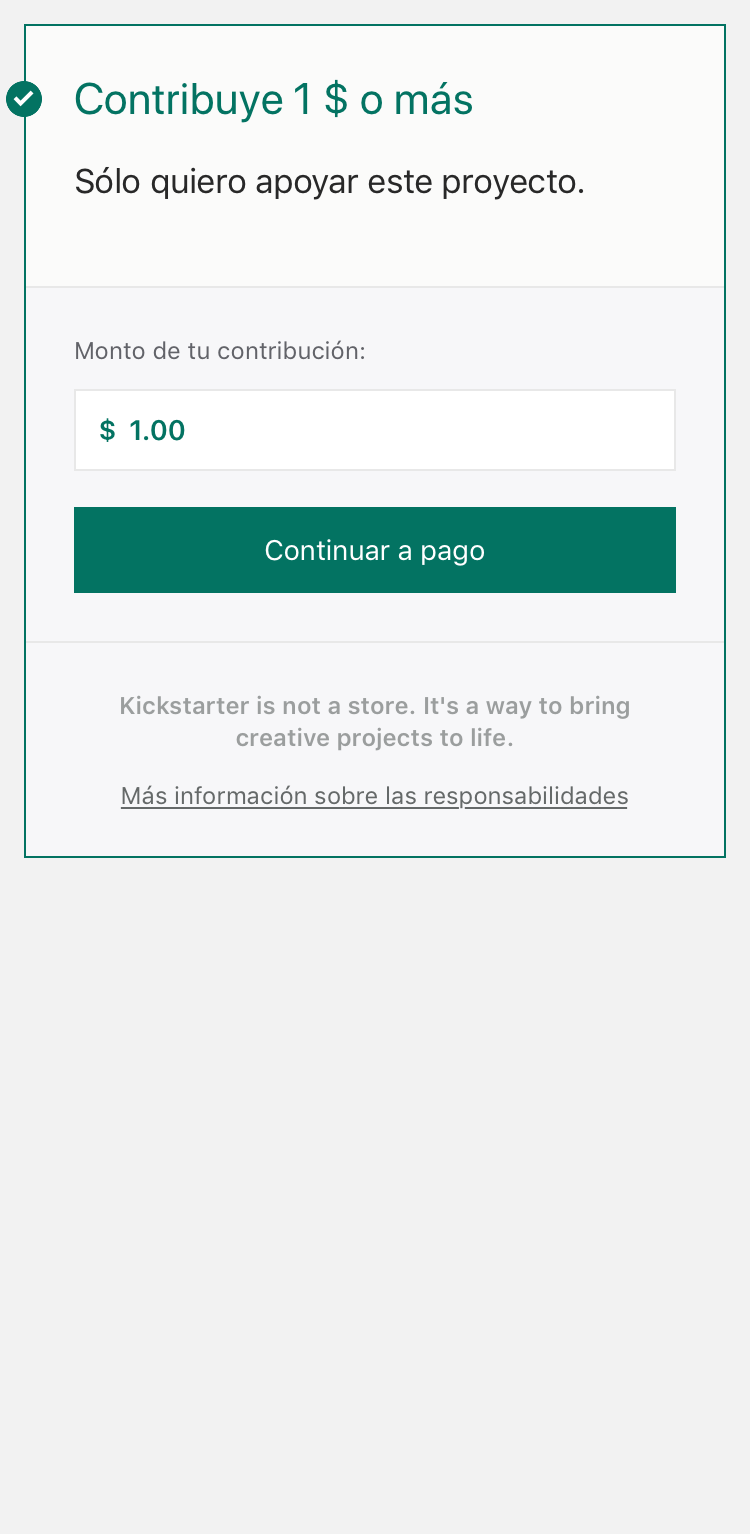 Contribuye 1 $ o más
Sólo quiero apoyar este proyecto.
Monto de tu contribución:
$ 1.00
Continuar a pago
Kickstarter is not a store. It's a way to bring
creative projects to life.
Más información sobre las responsabilidades